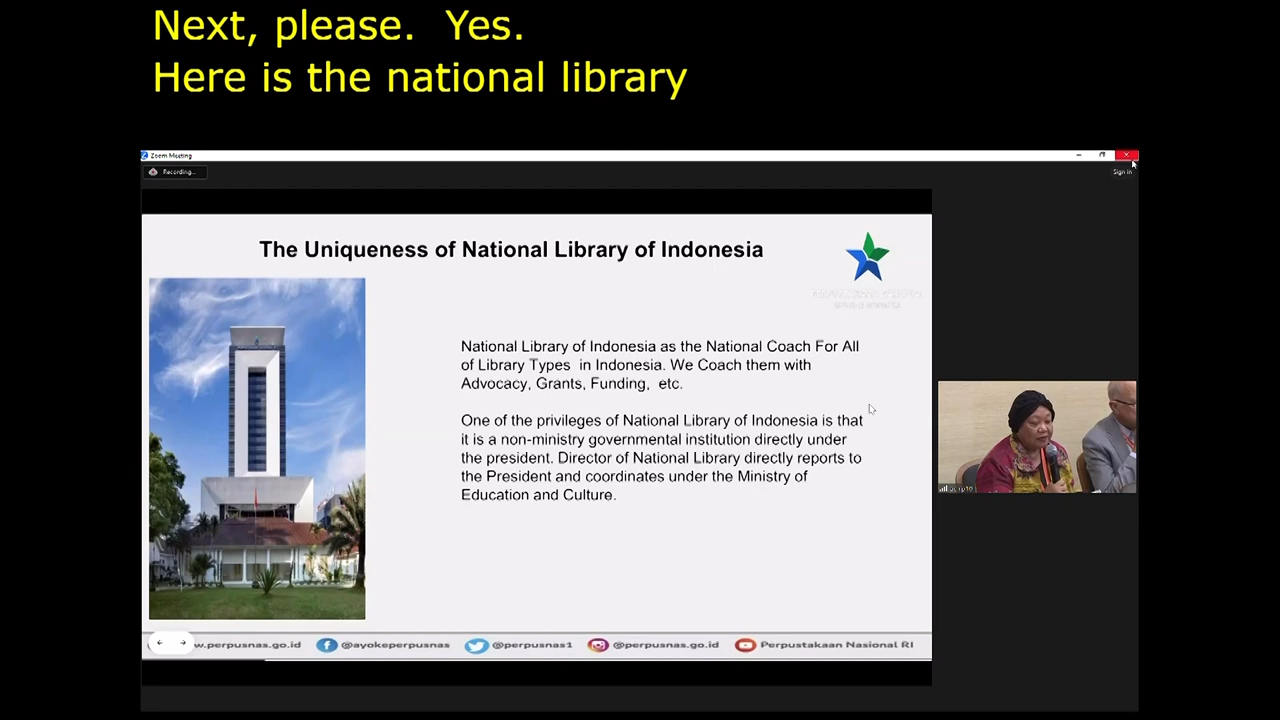 Next, please.  Yes.
Here is the national library
Zoom Meeting
Recording...
Sign in
The Uniqueness of National Library of Indonesia
National Library of Indonesia as the National Coach For All
of Library Types  in Indonesia. We Coach them with
Advocacy, Grants, Funding,  etc.
One of the privileges of National Library of Indonesia is that
it is a non-ministry governmental institution directly under
the president. Director of National Library directly reports to
the President and coordinates under the Ministry of
Education and Culture.
w.perpusnas.go.id @ayokeperpusnas @perpusnas1 @perpusnas.go.id Perpustakaan Nasional RI